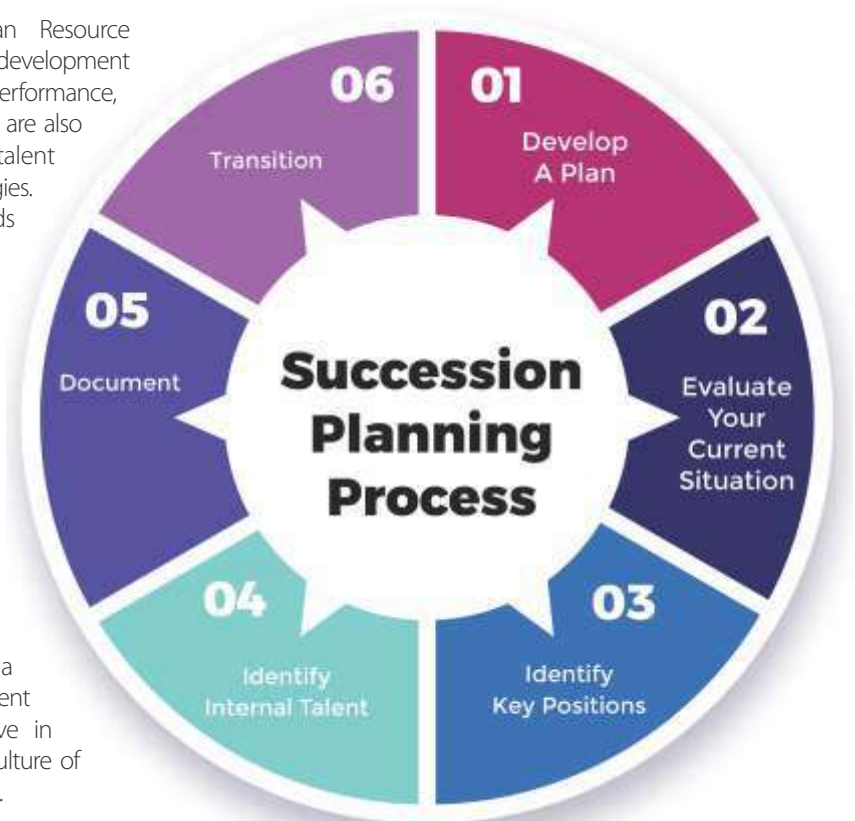 an Resource
development
erformance,
are also
talent
gies.
ds
06
Transition
01
Develop
A Plan
02
Evaluate
Your
Current
Situation
03
Identify
Key Positions
04
Identify
Internal Talent
05
Document
Succession
Planning
Process
a
ent
ve in
ulture of
.